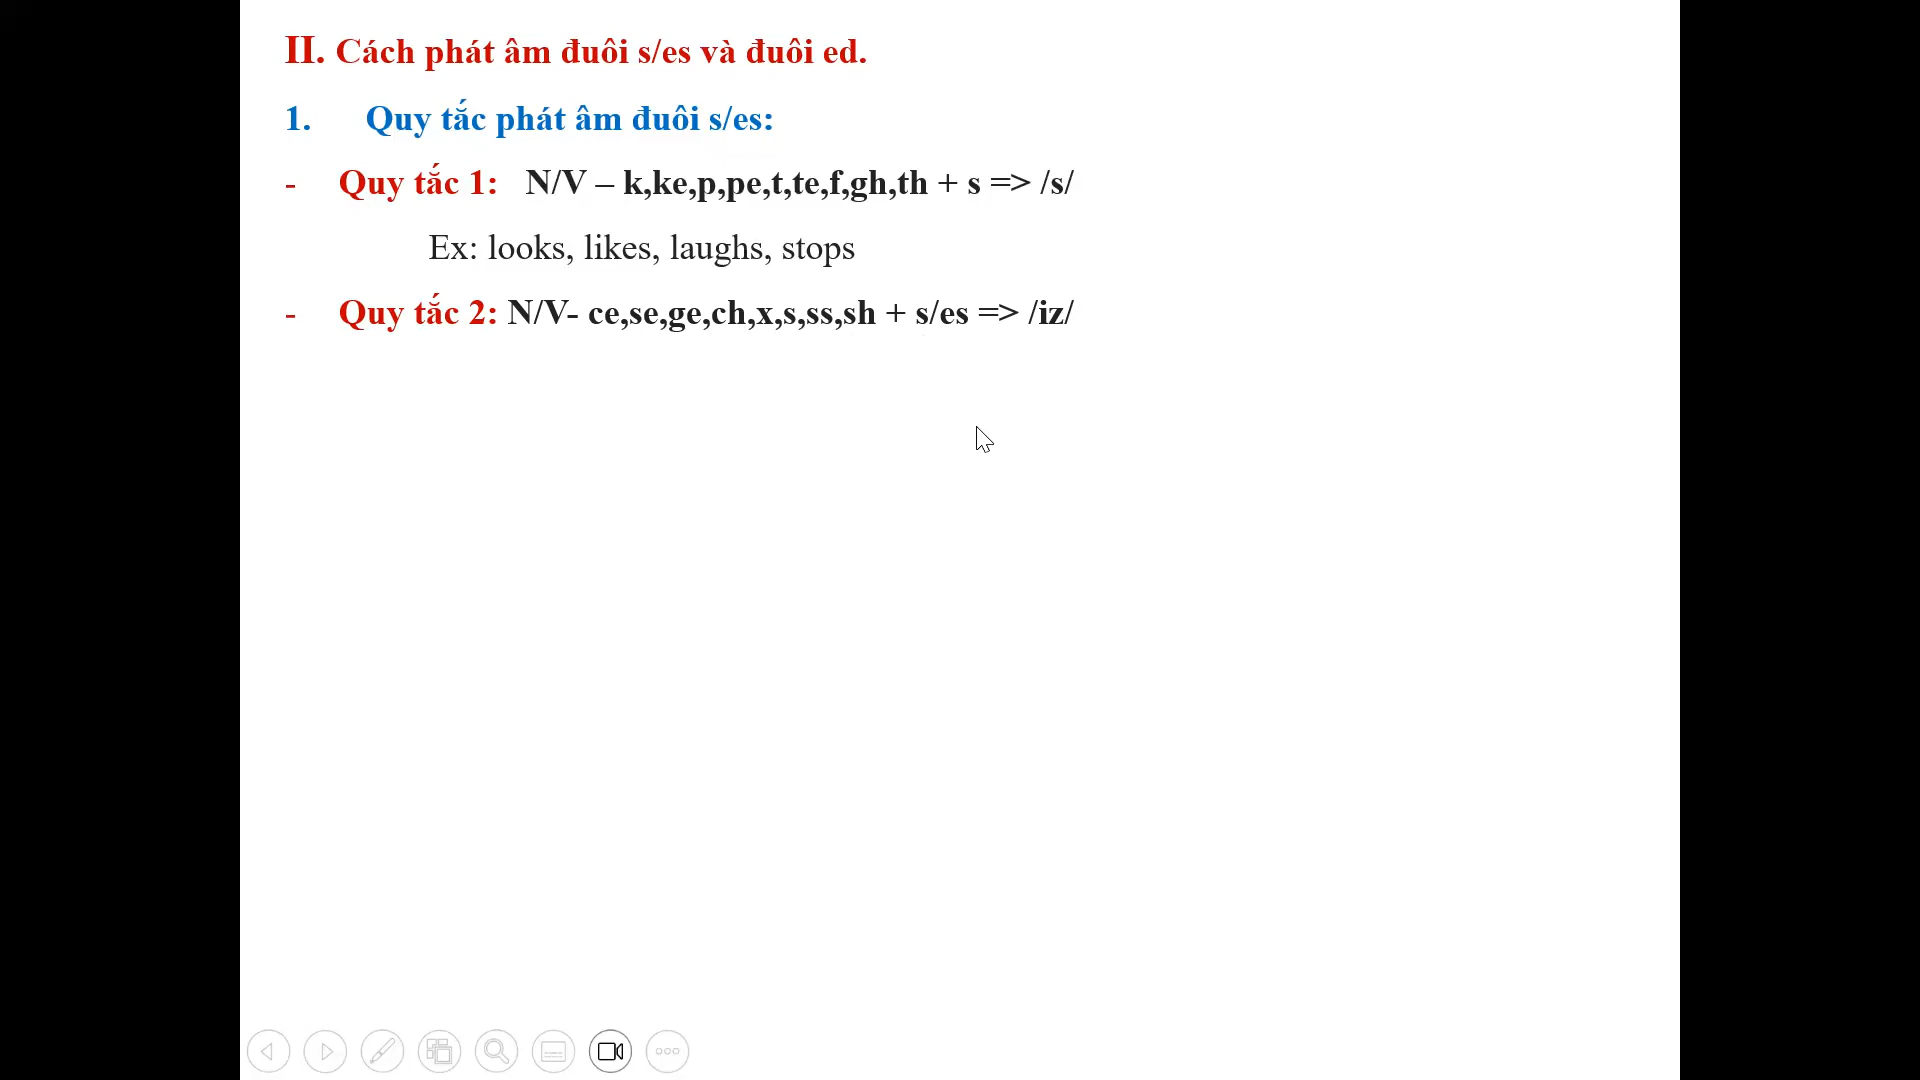 II. Cách phát âm đuôi s/es và đuôi ed.
1. Quy tắc phát âm đuôi s/es:
- Quy tắc 1: N/V – k,ke,p,pe,t,te,f,gh,th + s => /s/
Ex: looks, likes, laughs, stops
- Quy tắc 2: N/V- ce,se,ge,ch,x,s,ss,sh + s/es => /iz/